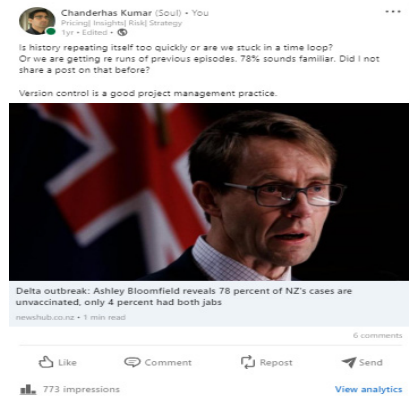 Chanderhas Kumar (Soul) • You
Pricing| Insights| Risk| Strategy
1yr • Edited •
Is history repeating itself too quickly or are we stuck in a time loop?
Or we are getting re runs of previous episodes. 78% sounds familiar. Did I not
share a post on that before?
Version control is a good project management practice.
Delta outbreak: Ashley Bloomfield reveals 78 percent of NZ's cases are
unvaccinated, only 4 percent had both jabs
newshub.co.nz • 1 min read
6 comments
Like Comment Repost Send
773 impressions View analytics